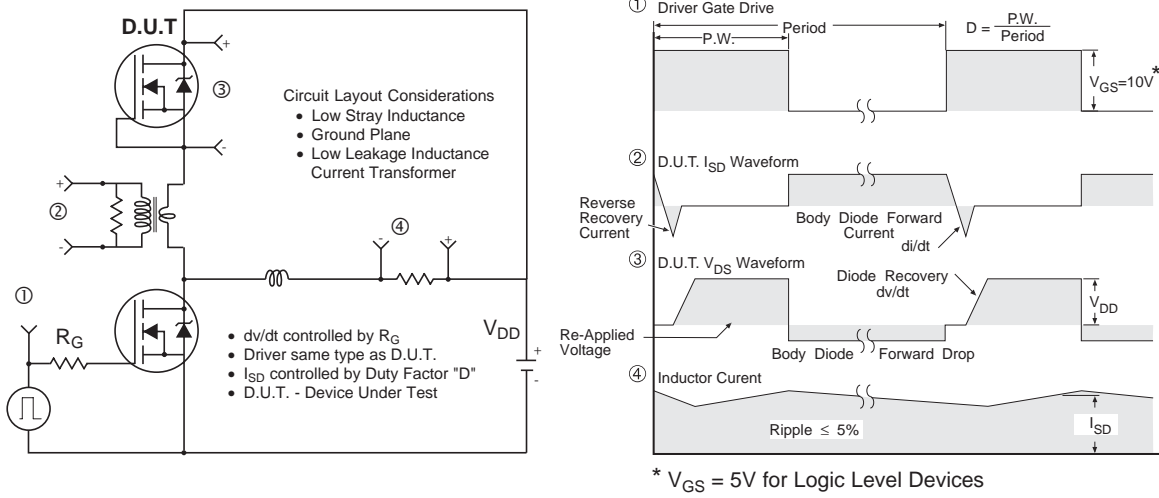 D.U.T
+
③
-
Circuit Layout Considerations
• Low Stray Inductance
• Ground Plane
• Low Leakage Inductance
Current Transformer
+
②
-
④
-
+
①
R_G
V_DD
+
-
• dv/dt controlled by R_G
• Driver same type as D.U.T.
• I_SD controlled by Duty Factor "D"
• D.U.T. - Device Under Test
① Driver Gate Drive
P.W.
Period
D = P.W. / Period
V_GS=10V *
② D.U.T. I_SD Waveform
Reverse
Recovery
Current
Body Diode Forward
Current
di/dt
③ D.U.T. V_DS Waveform
Diode Recovery
dv/dt
V_DD
Re-Applied
Voltage
Body Diode Forward Drop
④ Inductor Curent
Ripple ≤ 5%
I_SD
* V_GS = 5V for Logic Level Devices